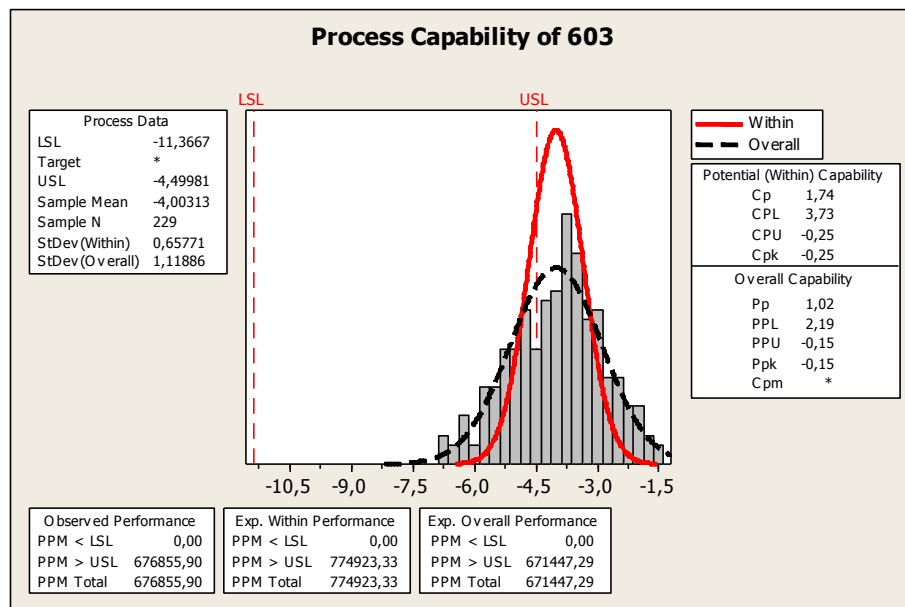 Process Capability of 603
LSL USL
Process Data
LSL -11,3667
Target *
USL -4,49981
Sample Mean -4,00313
Sample N 229
StDev(Within) 0,65771
StDev(Overall) 1,11886
Within
Overall
Potential (Within) Capability
Cp 1,74
CPL 3,73
CPU -0,25
Cpk -0,25
Overall Capability
Pp 1,02
PPL 2,19
PPU -0,15
Ppk -0,15
Cpm *
-10,5 -9,0 -7,5 -6,0 -4,5 -3,0 -1,5
Observed Performance
PPM < LSL 0,00
PPM > USL 676855,90
PPM Total 676855,90
Exp. Within Performance
PPM < LSL 0,00
PPM > USL 774923,33
PPM Total 774923,33
Exp. Overall Performance
PPM < LSL 0,00
PPM > USL 671447,29
PPM Total 671447,29